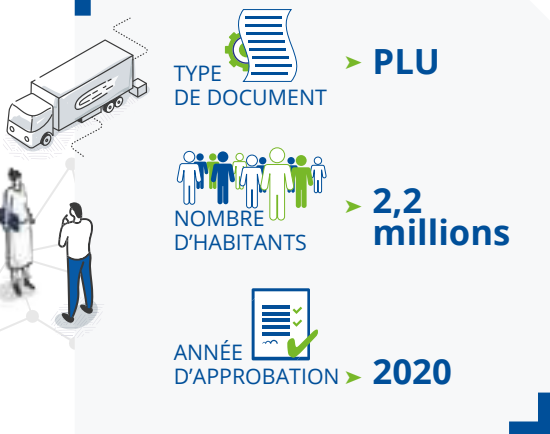 TYPE
DE DOCUMENT
PLU
NOMBRE
D’HABITANTS
2,2
millions
ANNÉE
D’APPROBATION
2020